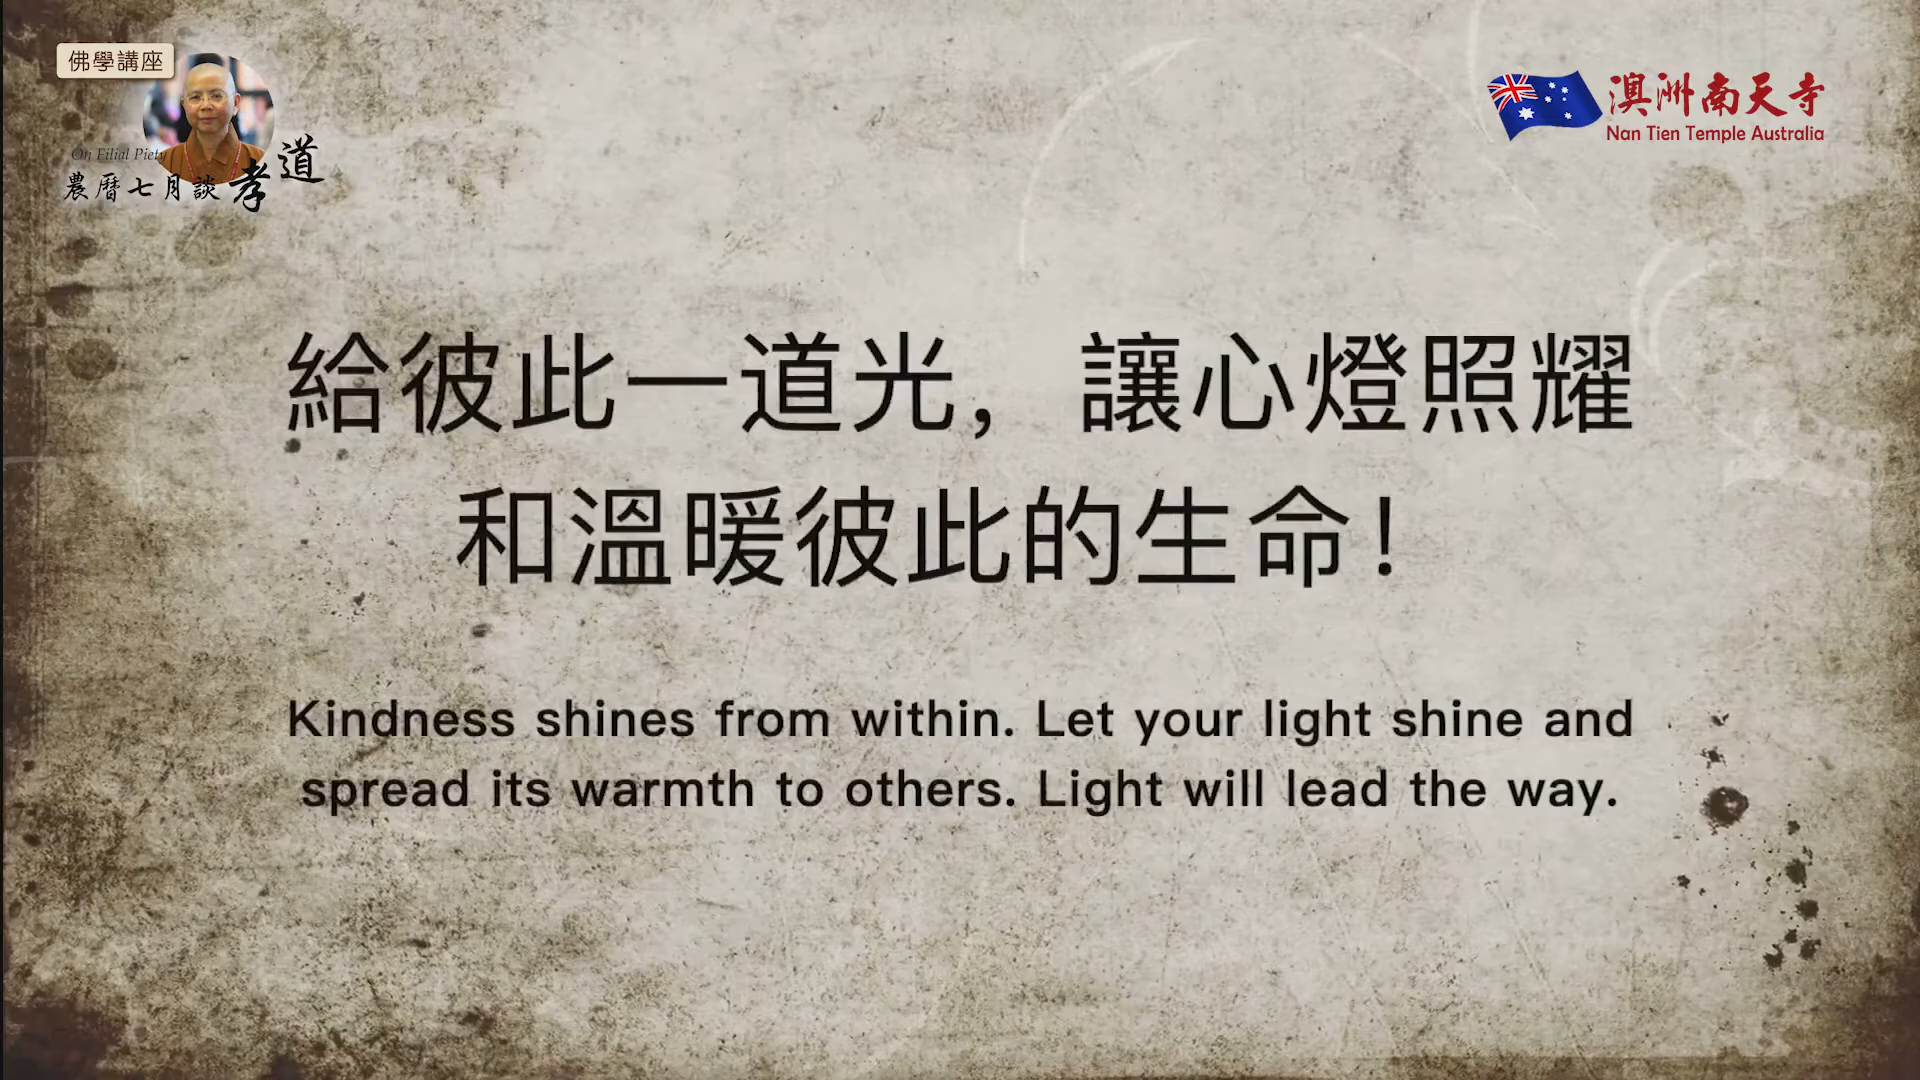 佛學講座
On Filial Piety
農曆七月談孝道
澳洲南天寺
Nan Tien Temple Australia
給彼此一道光，讓心燈照耀
和溫暖彼此的生命！
Kindness shines from within. Let your light shine and
spread its warmth to others. Light will lead the way.